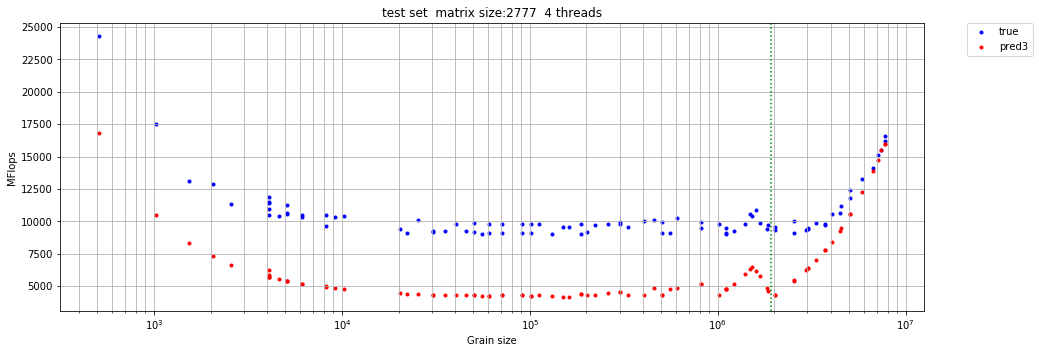 test set  matrix size:2777  4 threads
true
pred3
25000
22500
20000
17500
15000
12500
10000
7500
5000
MFlops
10³
10⁴
10⁵
10⁶
10⁷
Grain size